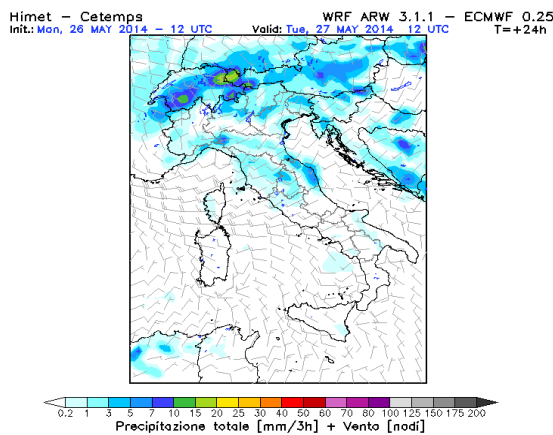 Himet – Cetemps WRF ARW 3.1.1 – ECMWF 0.25
Init.: Mon, 26 MAY 2014 – 12 UTC Valid: Tue, 27 MAY 2014 12 UTC T=+24h
0.2 1 3 5 7 10 15 20 25 30 40 50 60 70 80 100 125 150 175 200
Precipitazione totale [mm/3h] + Vento [nodi]